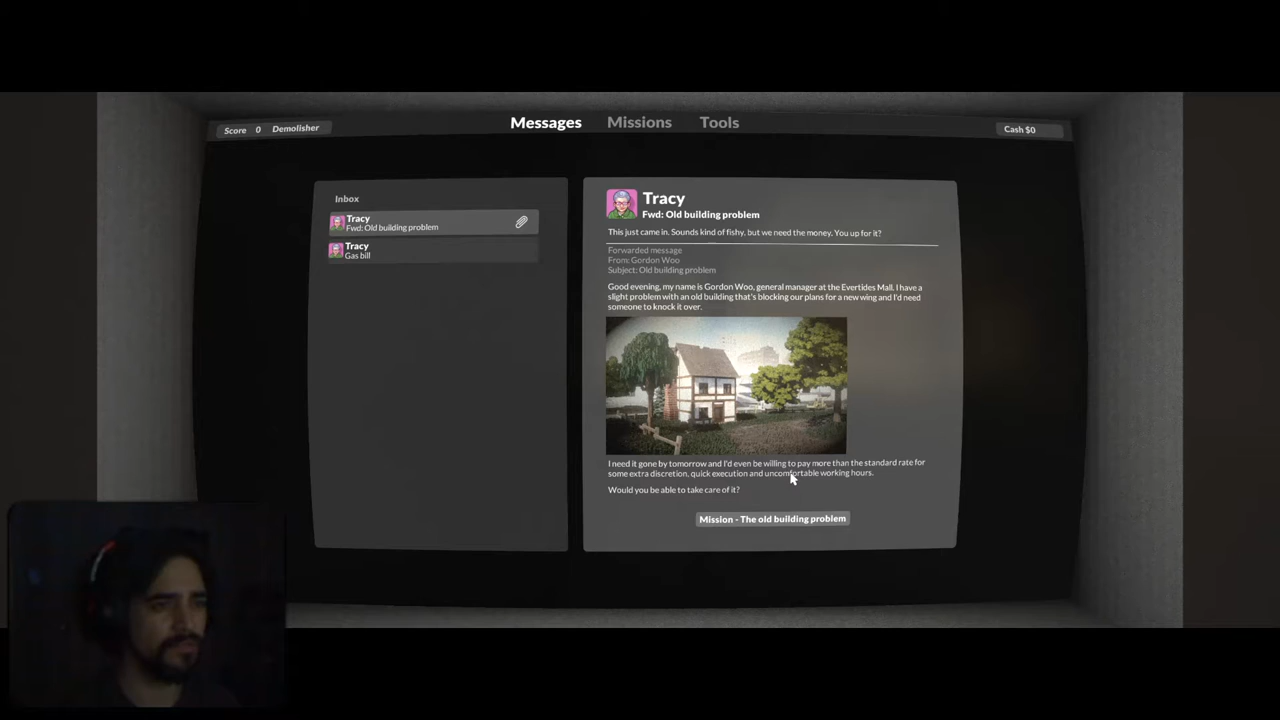 Score 0 Demolisher
Messages Missions Tools
Cash $0
Inbox
Tracy
Fwd: Old building problem
Tracy
Gas bill
Tracy
Fwd: Old building problem
This just came in. Sounds kind of fishy, but we need the money. You up for it?
Forwarded message
From: Gordon Woo
Subject: Old building problem
Good evening, my name is Gordon Woo, general manager at the Evertides Mall. I have a
slight problem with an old building that's blocking our plans for a new wing and I'd need
someone to knock it over.
I need it gone by tomorrow and I'd even be willing to pay more than the standard rate for
some extra discretion, quick execution and uncomfortable working hours.
Would you be able to take care of it?
Mission - The old building problem